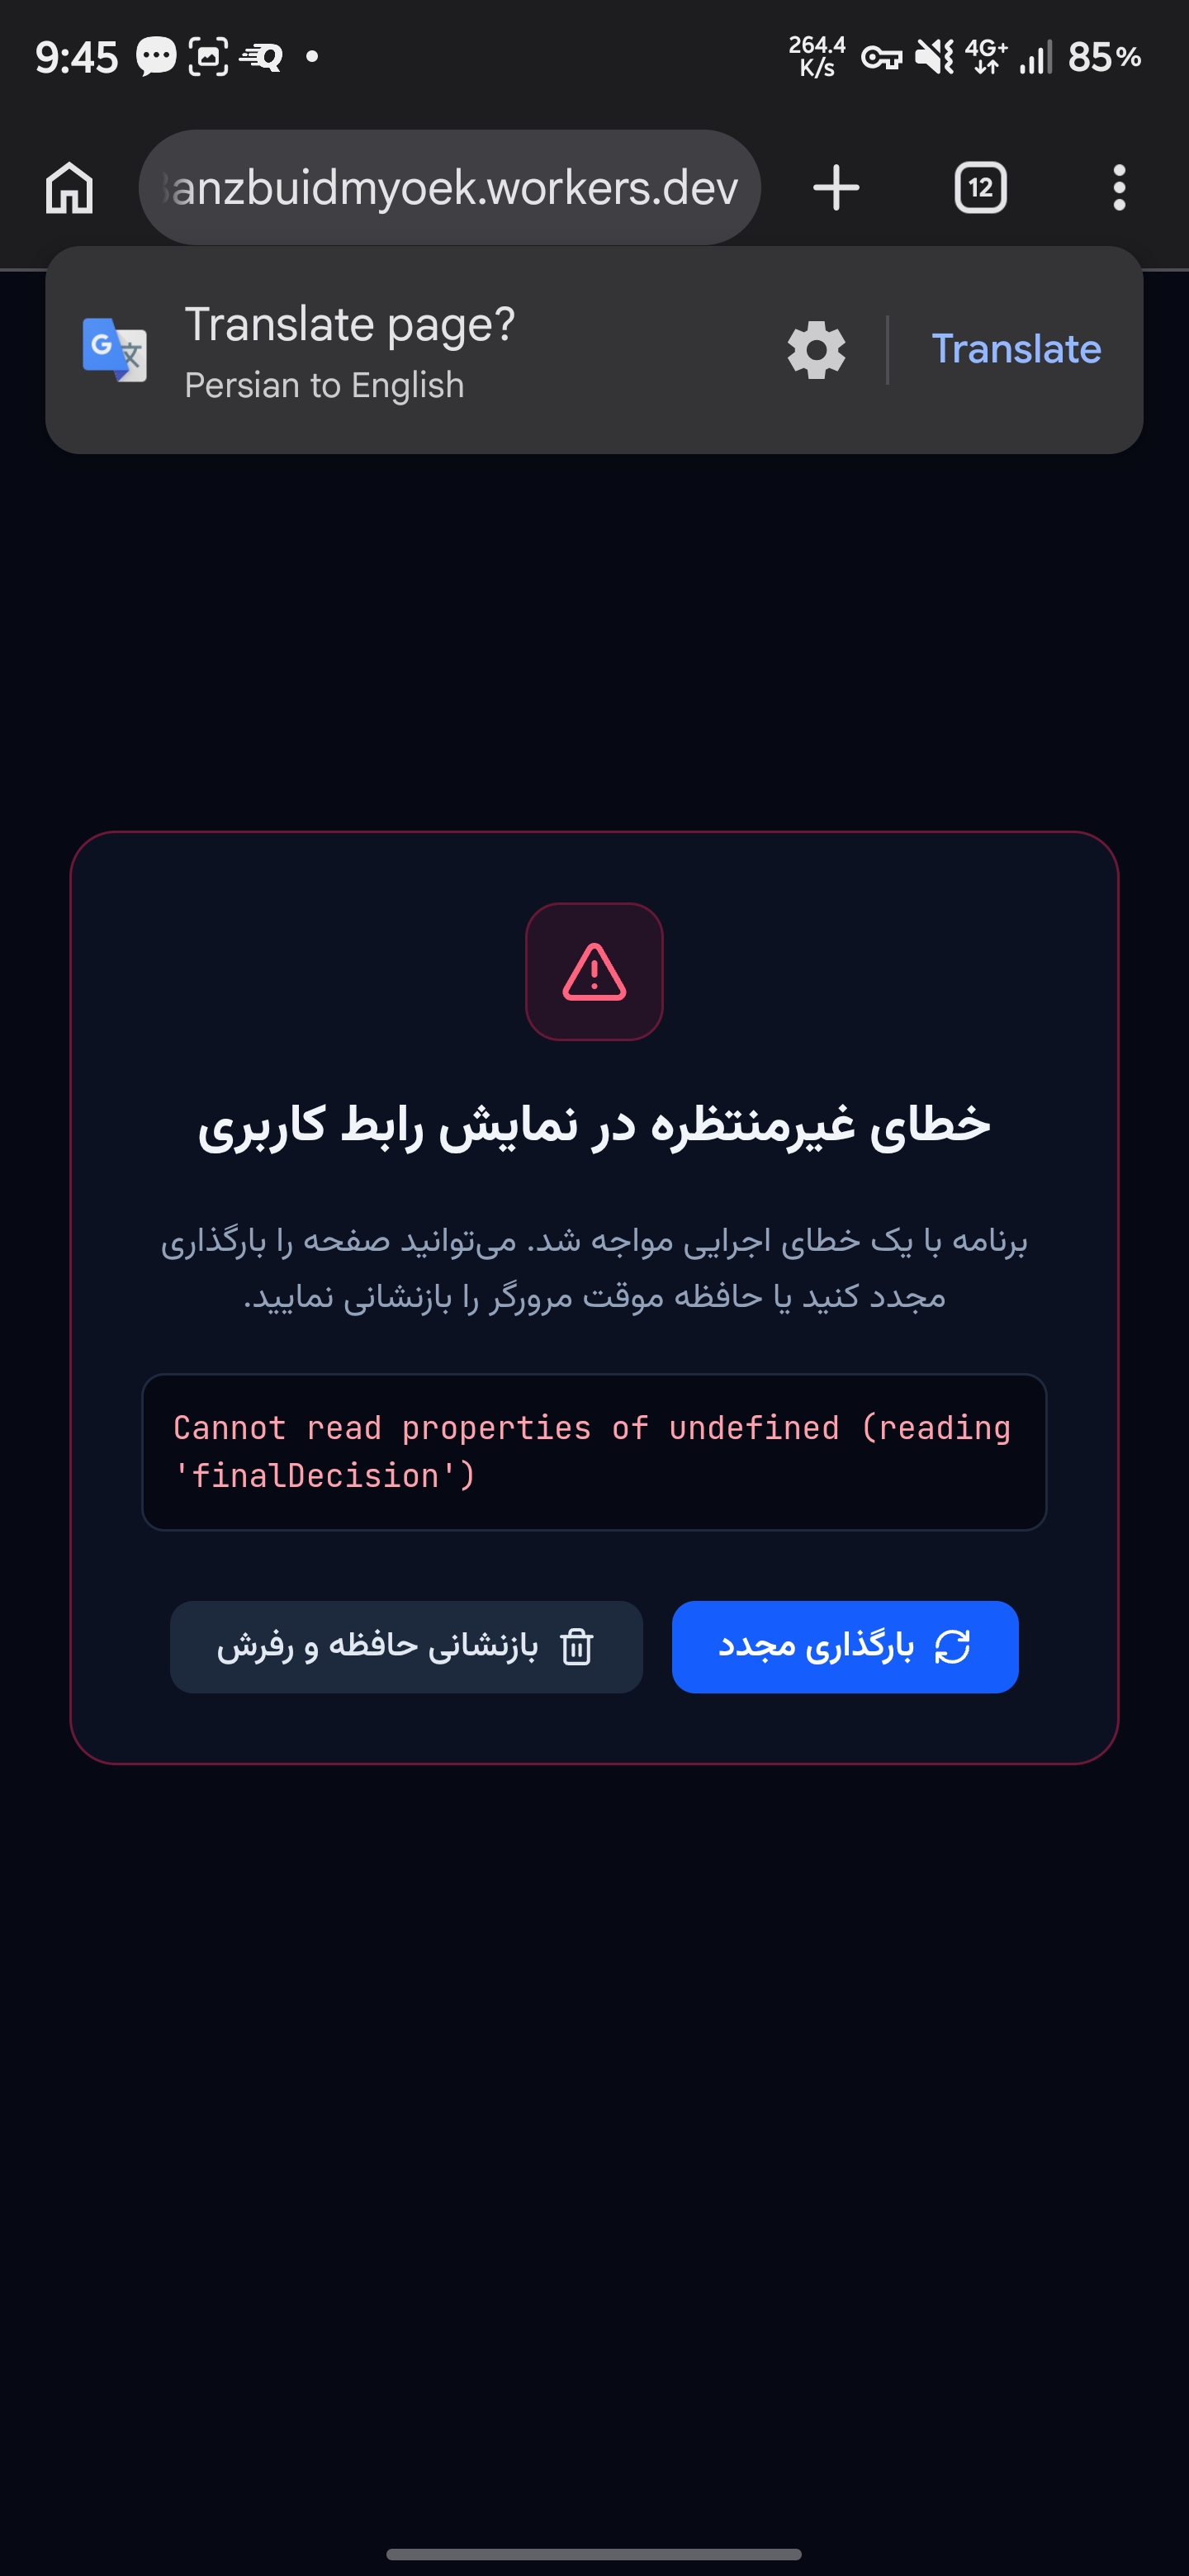 9:45
264.4
K/s
4G+
85%
anzbuidmyoek.workers.dev
12
Translate page?
Persian to English
Translate
خطای غیرمنتظره در نمایش رابط کاربری
برنامه با یک خطای اجرایی مواجه شد. می‌توانید صفحه را بارگذاری
مجدد کنید یا حافظه موقت مرورگر را بازنشانی نمایید.
Cannot read properties of undefined (reading
'finalDecision')
بارگذاری مجدد
بازنشانی حافظه و رفرش